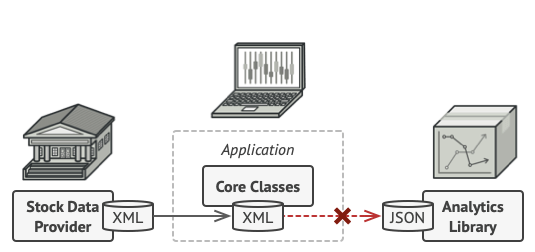 Application
Core Classes
Stock Data
Provider
XML
XML
JSON
Analytics
Library